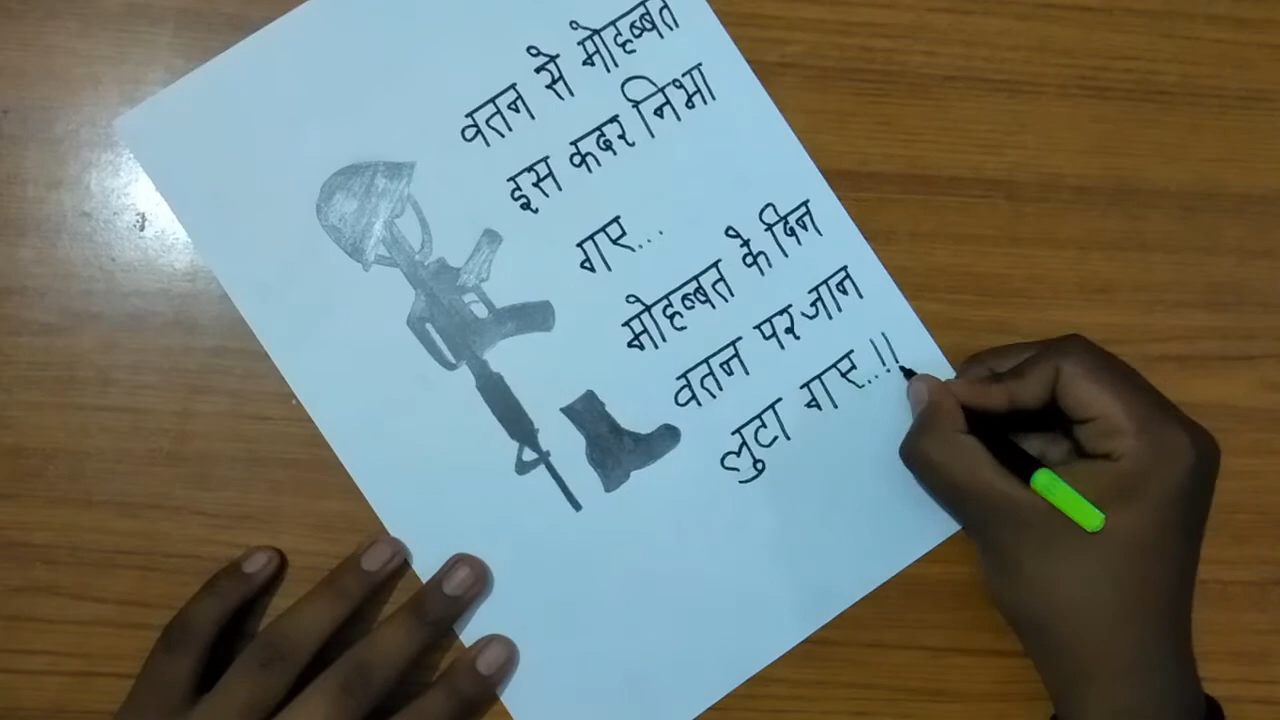 वतन से मोहब्बत
इस कदर निभा
गए...
मोहब्बत के दिन
वतन पर जान
लुटा गए..!!